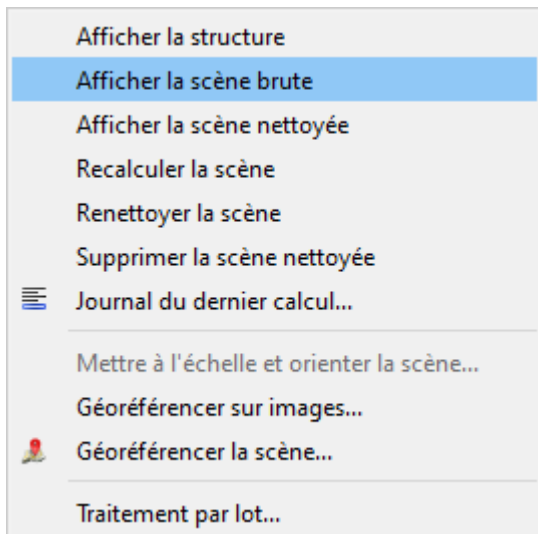 Afficher la structure
Afficher la scène brute
Afficher la scène nettoyée
Recalculer la scène
Renettoyer la scène
Supprimer la scène nettoyée
Journal du dernier calcul...
Mettre à l'échelle et orienter la scène...
Géoréférencer sur images...
Géoréférencer la scène...
Traitement par lot...